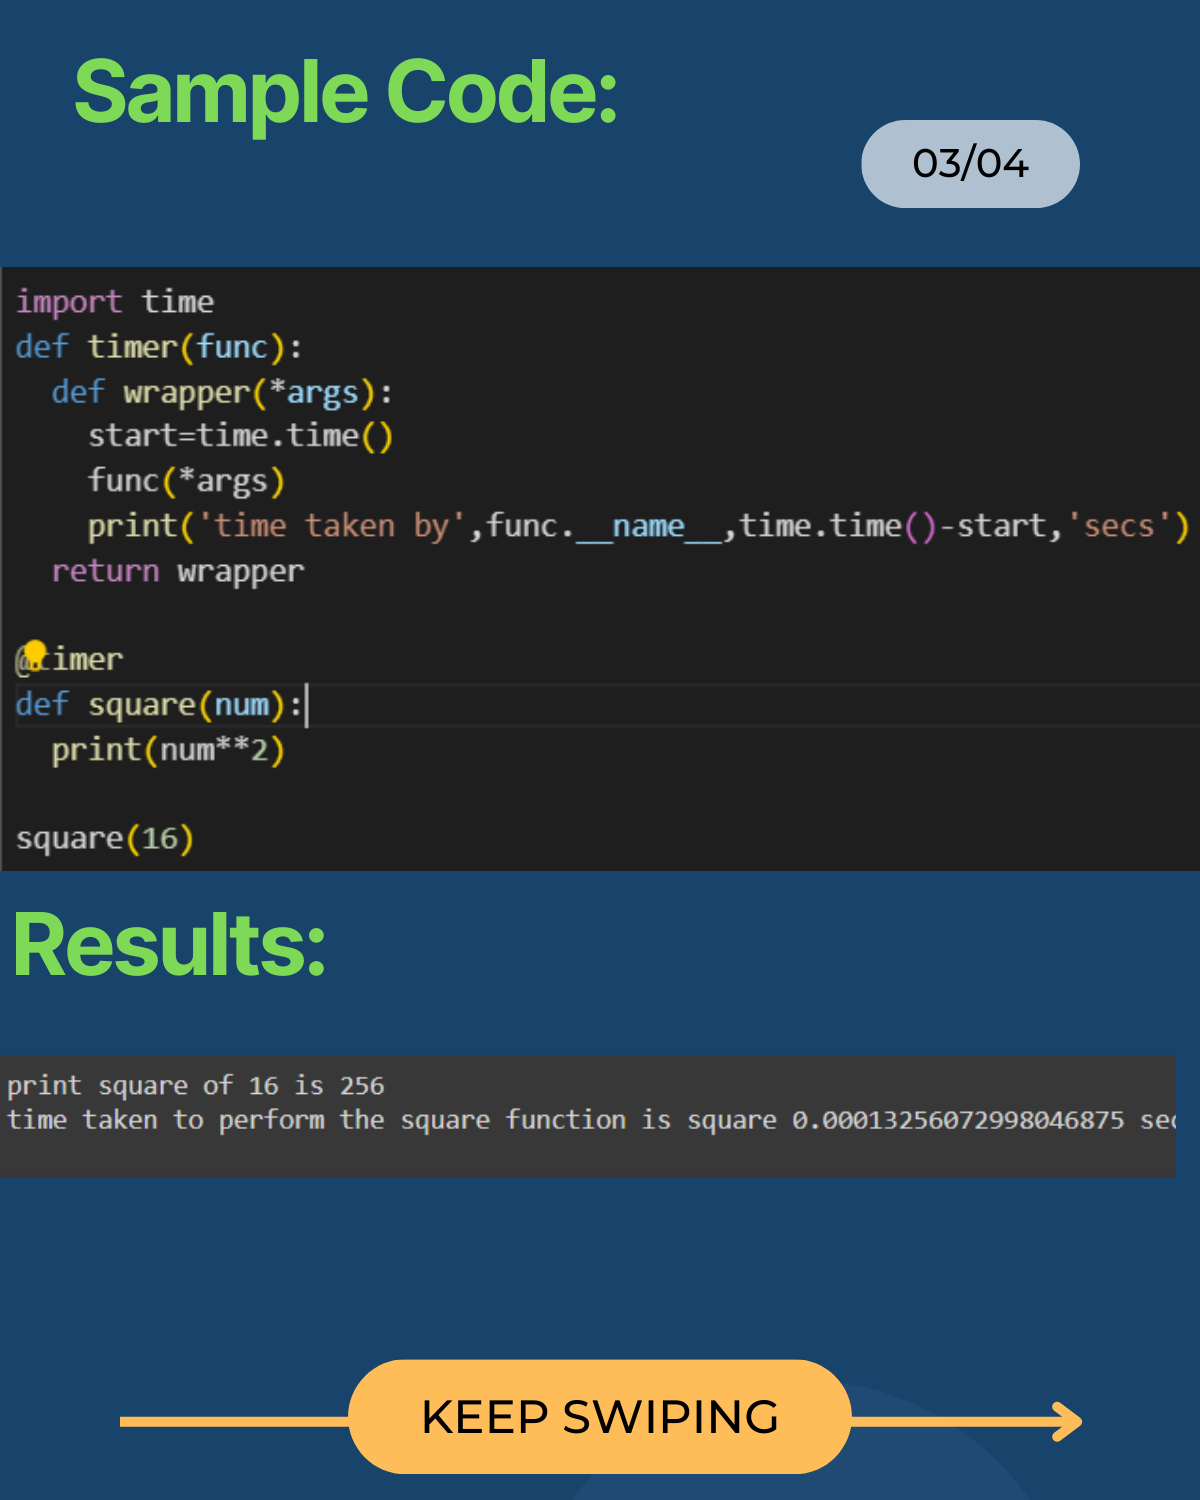 Sample Code:
03/04
import time
def timer(func):
  def wrapper(*args):
    start=time.time()
    func(*args)
    print('time taken by',func.__name__,time.time()-start,'secs')
  return wrapper
@timer
def square(num):
  print(num**2)
square(16)
Results:
print square of 16 is 256
time taken to perform the square function is square 0.00013256072998046875 sec
KEEP SWIPING